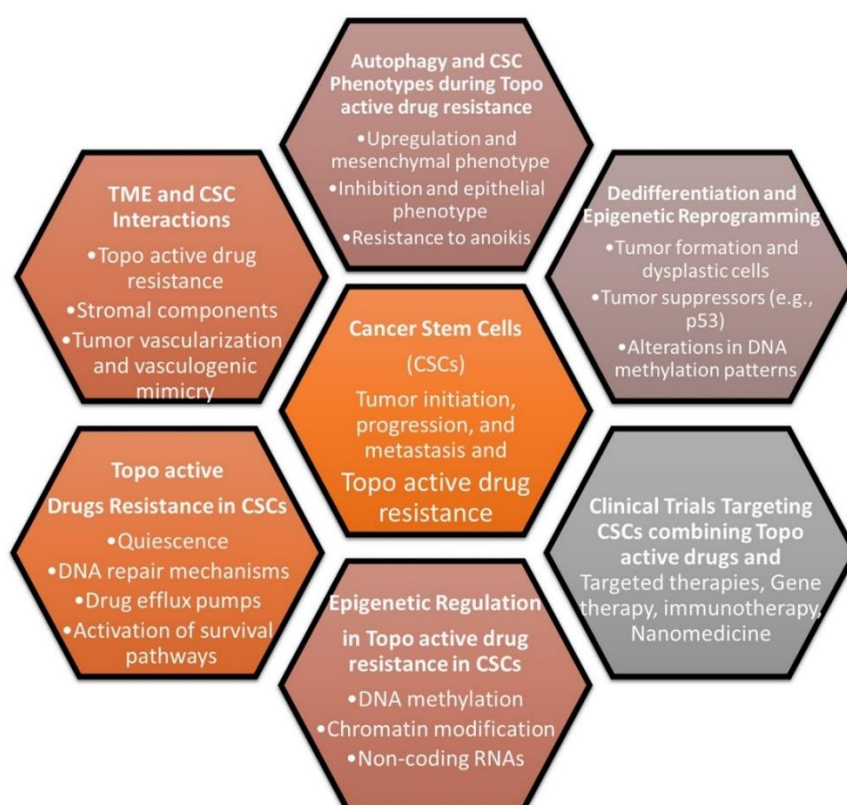 Autophagy and CSC
Phenotypes during Topo
active drug resistance
•Upregulation and
mesenchymal phenotype
•Inhibition and epithelial
phenotype
•Resistance to anoikis
TME and CSC
Interactions
•Topo active drug
resistance
•Stromal components
•Tumor vascularization
and vasculogenic
mimicry
Dedifferentiation and
Epigenetic Reprogramming
•Tumor formation and
dysplastic cells
•Tumor suppressors (e.g.,
p53)
•Alterations in DNA
methylation patterns
Cancer Stem Cells
(CSCs)
Tumor initiation,
progression, and
metastasis and
Topo active drug
resistance
Topo active
Drugs Resistance in CSCs
•Quiescence
•DNA repair mechanisms
•Drug efflux pumps
•Activation of survival
pathways
Clinical Trials Targeting
CSCs combining Topo
active drugs and
Targeted therapies, Gene
therapy, immunotherapy,
Nanomedicine
Epigenetic Regulation
in Topo active drug
resistance in CSCs
•DNA methylation
•Chromatin modification
•Non-coding RNAs